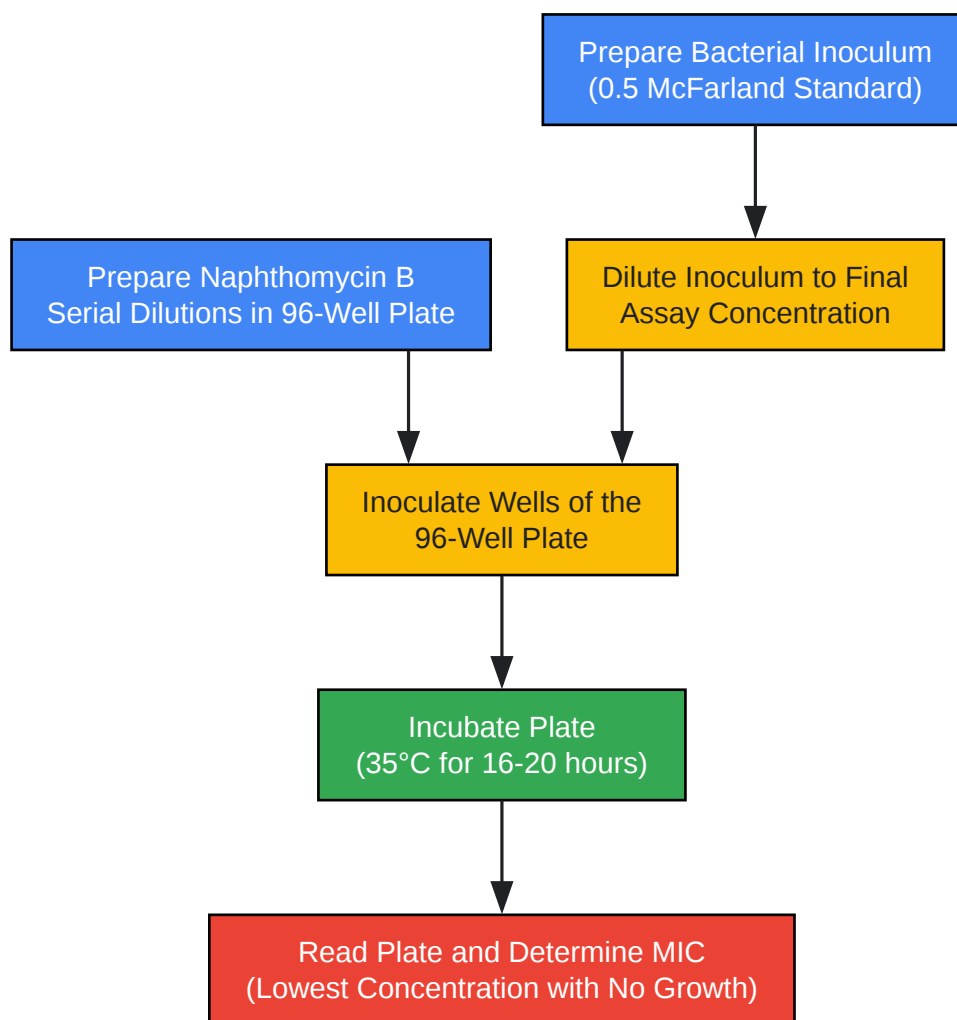 Prepare Bacterial Inoculum
(0.5 McFarland Standard)
Prepare Naphthomycin B
Serial Dilutions in 96-Well Plate
Dilute Inoculum to Final
Assay Concentration
Inoculate Wells of the
96-Well Plate
Incubate Plate
(35°C for 16-20 hours)
Read Plate and Determine MIC
(Lowest Concentration with No Growth)